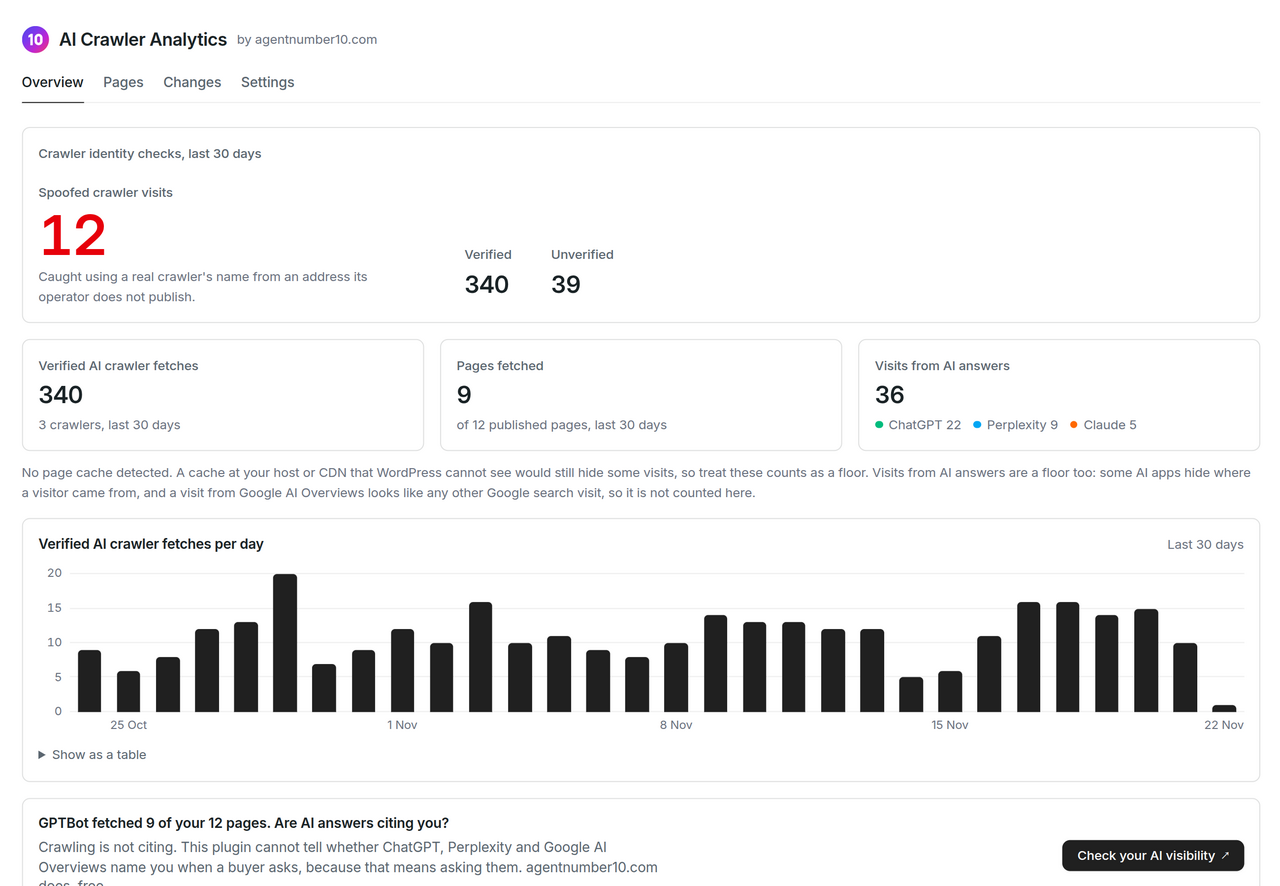 10 AI Crawler Analytics by agentnumber10.com
Overview Pages Changes Settings
Crawler identity checks, last 30 days
Spoofed crawler visits
12
Caught using a real crawler's name from an address its
operator does not publish.
Verified Unverified
340 39
Verified AI crawler fetches
340
3 crawlers, last 30 days
Pages fetched
9
of 12 published pages, last 30 days
Visits from AI answers
36
ChatGPT 22 Perplexity 9 Claude 5
No page cache detected. A cache at your host or CDN that WordPress cannot see would still hide some visits, so treat these counts as a floor. Visits from AI answers are a floor too: some AI apps hide where
a visitor came from, and a visit from Google AI Overviews looks like any other Google search visit, so it is not counted here.
Verified AI crawler fetches per day Last 30 days
20
15
10
5
0
25 Oct 1 Nov 8 Nov 15 Nov 22 Nov
Show as a table
GPTBot fetched 9 of your 12 pages. Are AI answers citing you?
Crawling is not citing. This plugin cannot tell whether ChatGPT, Perplexity and Google AI
Overviews name you when a buyer asks, because that means asking them. agentnumber10.com
does, free.
Check your AI visibility ↗